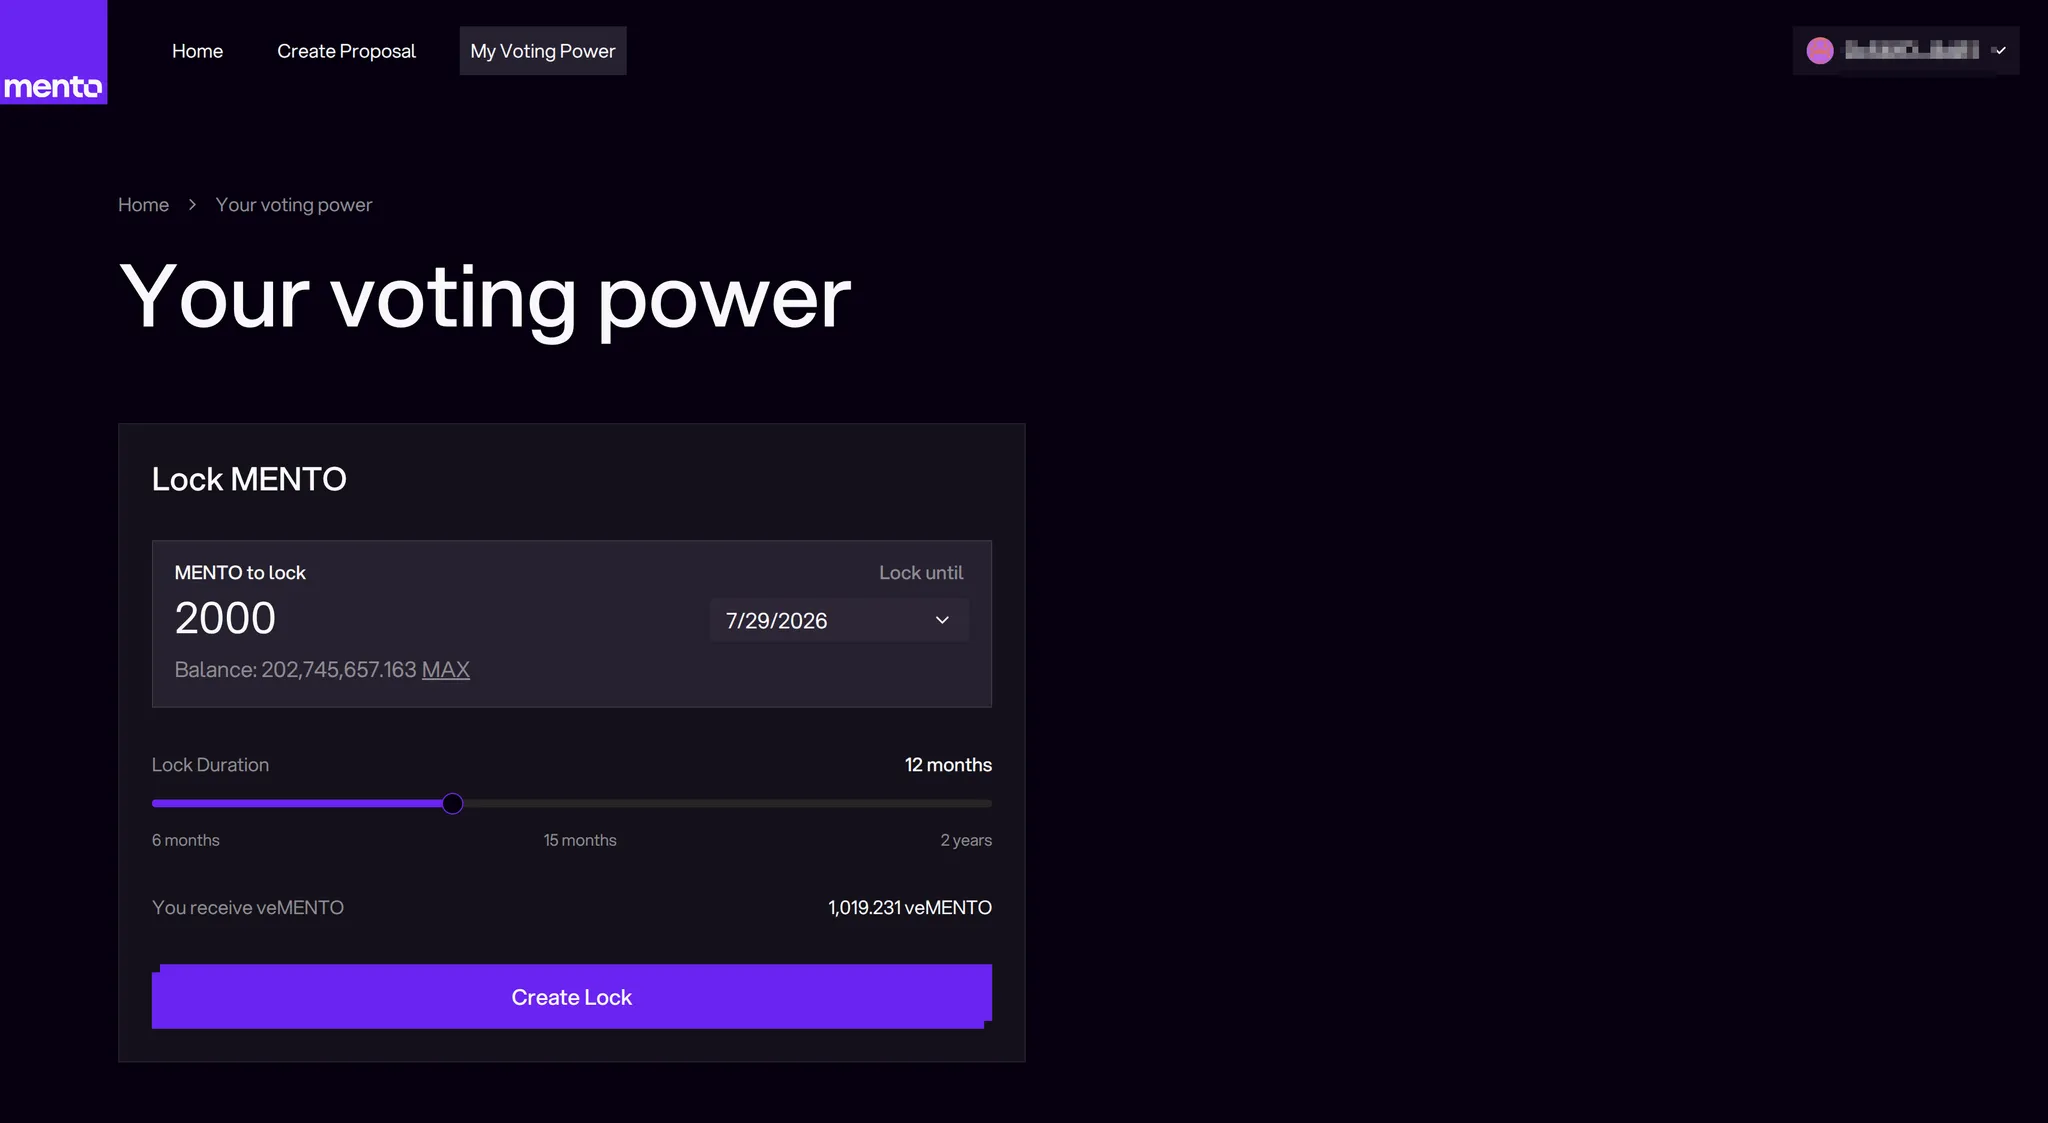 mento
Home
Create Proposal
My Voting Power
Home > Your voting power
Your voting power
Lock MENTO
MENTO to lock
Lock until
2000
7/29/2026
Balance: 202,745,657.163 MAX
Lock Duration
12 months
6 months
15 months
2 years
You receive veMENTO
1,019.231 veMENTO
Create Lock